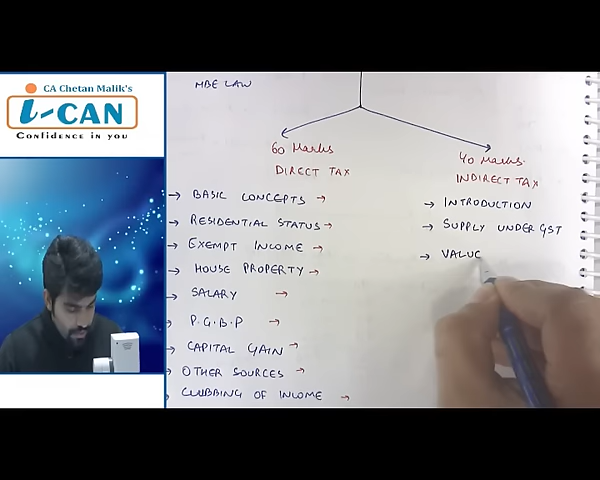 CA Chetan Malik's
i-CAN
CONFIDENCE IN YOU
MBE LAW
60 Marks
DIRECT TAX
→ BASIC CONCEPTS →
→ RESIDENTIAL STATUS →
→ EXEMPT INCOME →
→ HOUSE PROPERTY →
→ SALARY →
→ P.G.B.P →
→ CAPITAL GAIN →
→ OTHER SOURCES →
→ CLUBBING OF INCOME →
40 Marks.
INDIRECT TAX
→ INTRODUCTION
→ SUPPLY UNDER GST
→ VALUE